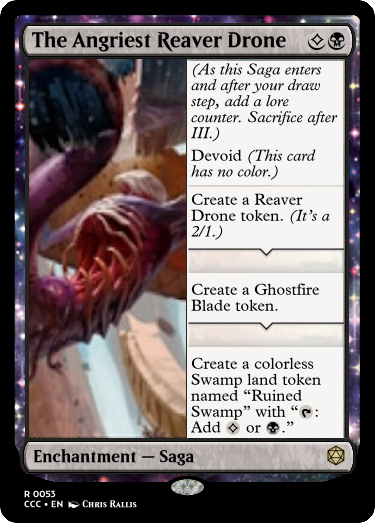 The Angriest Reaver Drone
(As this Saga enters
and after your draw
step, add a lore
counter. Sacrifice after
III.)
Devoid (This card
has no color.)
Create a Reaver
Drone token. (It's a
2/1.)
Create a Ghostfire
Blade token.
Create a colorless
Swamp land token
named “Ruined
Swamp” with “:
Add or .”
Enchantment — Saga
R 0053
CCC • EN Chris Rallis